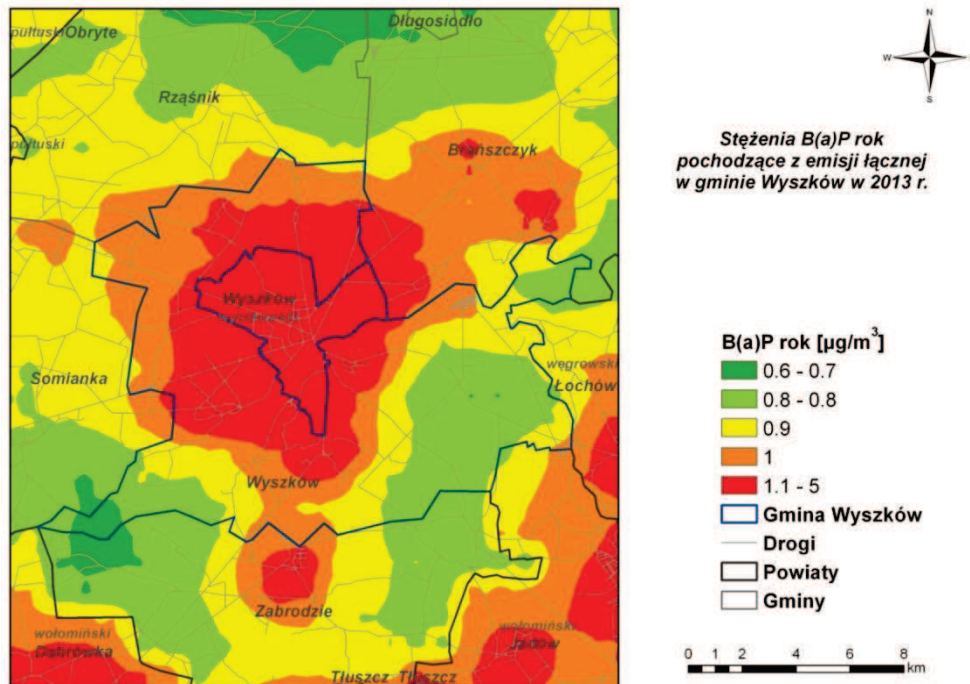 pułtuski Obryte
Długosiodło
Rząśnik
pułtuski
Brańszczyk
Wyszków
wyszkowski
Somianka
węgrowski
Łochów
Wyszków
Zabrodzie
wołomiński
Dąbrówka
wołomiński
Jadów
Tłuszcz Tłuszcz
N
W
S
Stężenia B(a)P rok
pochodzące z emisji łącznej
w gminie Wyszków w 2013 r.
B(a)P rok [µg/m³]
0.6 - 0.7
0.8 - 0.8
0.9
1
1.1 - 5
Gmina Wyszków
Drogi
Powiaty
Gminy
0 1 2 4 6 8
km